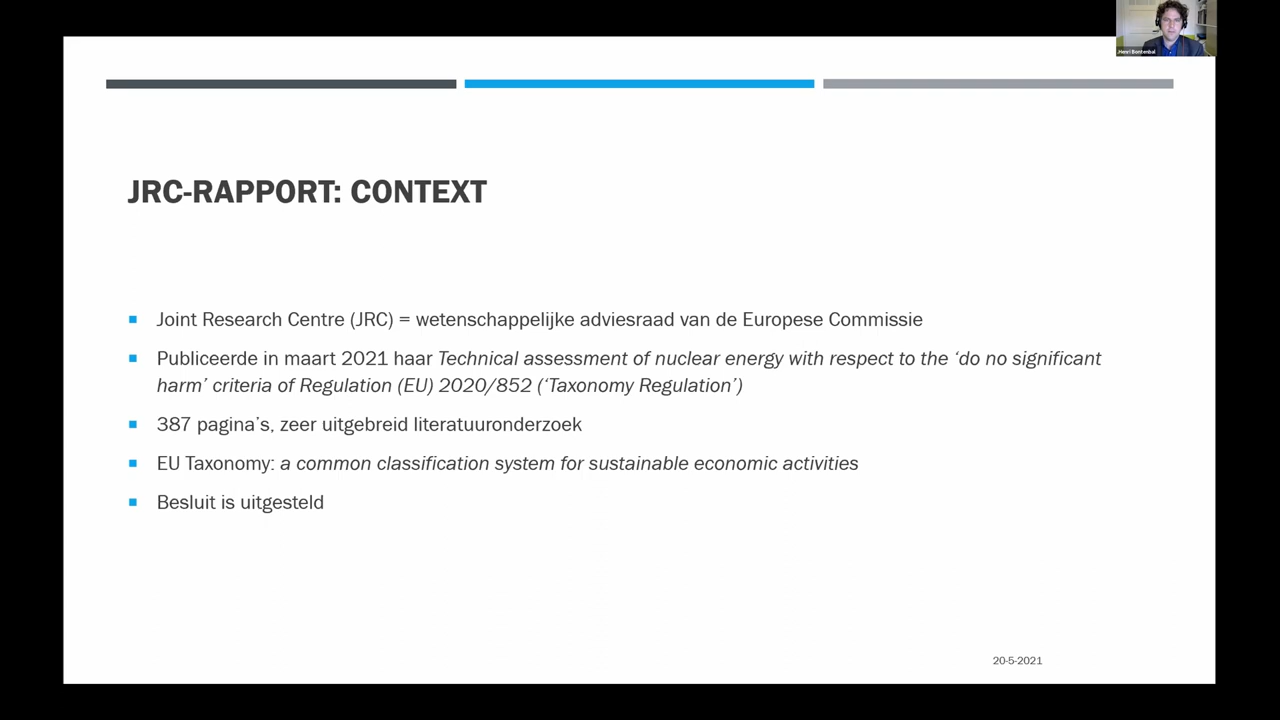 Henri Bontenbal
JRC-RAPPORT: CONTEXT
Joint Research Centre (JRC) = wetenschappelijke adviesraad van de Europese Commissie
Publiceerde in maart 2021 haar Technical assessment of nuclear energy with respect to the ‘do no significant
harm’ criteria of Regulation (EU) 2020/852 (‘Taxonomy Regulation’)
387 pagina’s, zeer uitgebreid literatuuronderzoek
EU Taxonomy: a common classification system for sustainable economic activities
Besluit is uitgesteld
20-5-2021